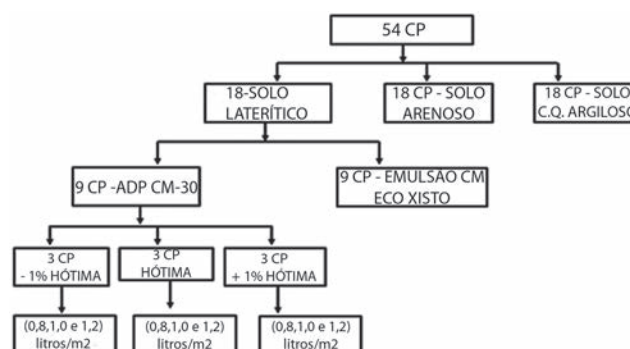 54 CP
18-SOLO
LATERÍTICO
18 CP - SOLO
ARENOSO
18 CP - SOLO
C.Q. ARGILOSO
9 CP -ADP CM-30
9 CP - EMULSÃO CM
ECO XISTO
3 CP
- 1% HÓTIMA
3 CP
HÓTIMA
3 CP
+ 1% HÓTIMA
(0,8,1,0 e 1,2)
litros/m2
(0,8,1,0 e 1,2)
litros/m2
(0,8,1,0 e 1,2)
litros/m2